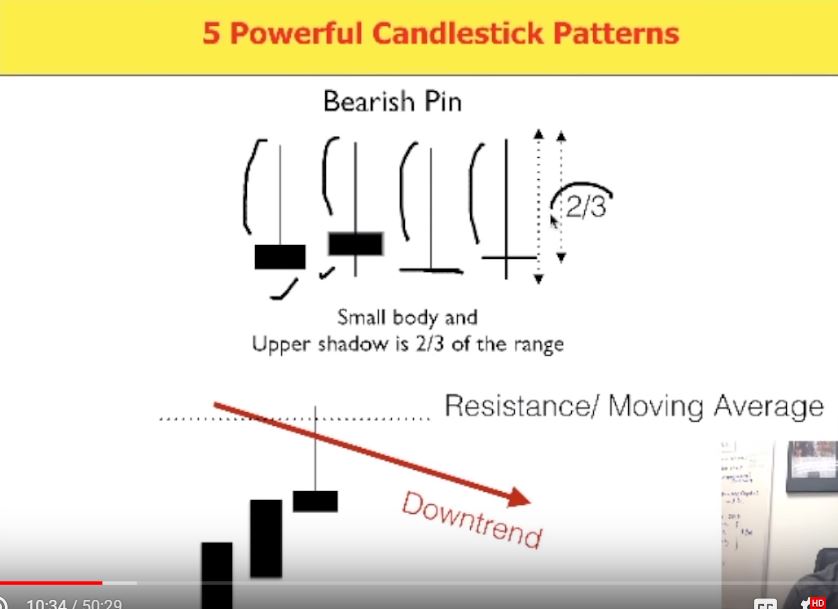 5 Powerful Candlestick Patterns
Bearish Pin
2/3
Small body and
Upper shadow is 2/3 of the range
Resistance/ Moving Average
Downtrend
10:34 / 50:29
HD